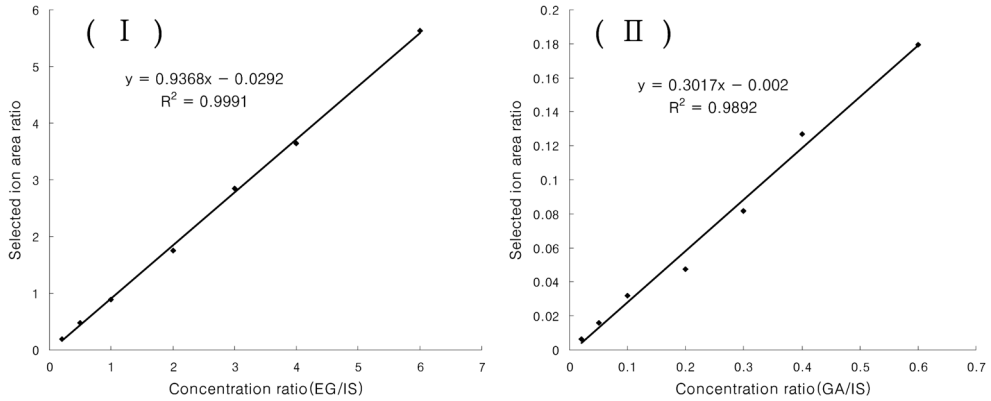 ( Ⅰ )
y = 0.9368x − 0.0292
R² = 0.9991
Selected ion area ratio
6
5
4
3
2
1
0
0 1 2 3 4 5 6 7
Concentration ratio(EG/IS)
( Ⅱ )
y = 0.3017x − 0.002
R² = 0.9892
Selected ion area ratio
0.2
0.18
0.16
0.14
0.12
0.1
0.08
0.06
0.04
0.02
0
0 0.1 0.2 0.3 0.4 0.5 0.6 0.7
Concentration ratio(GA/IS)